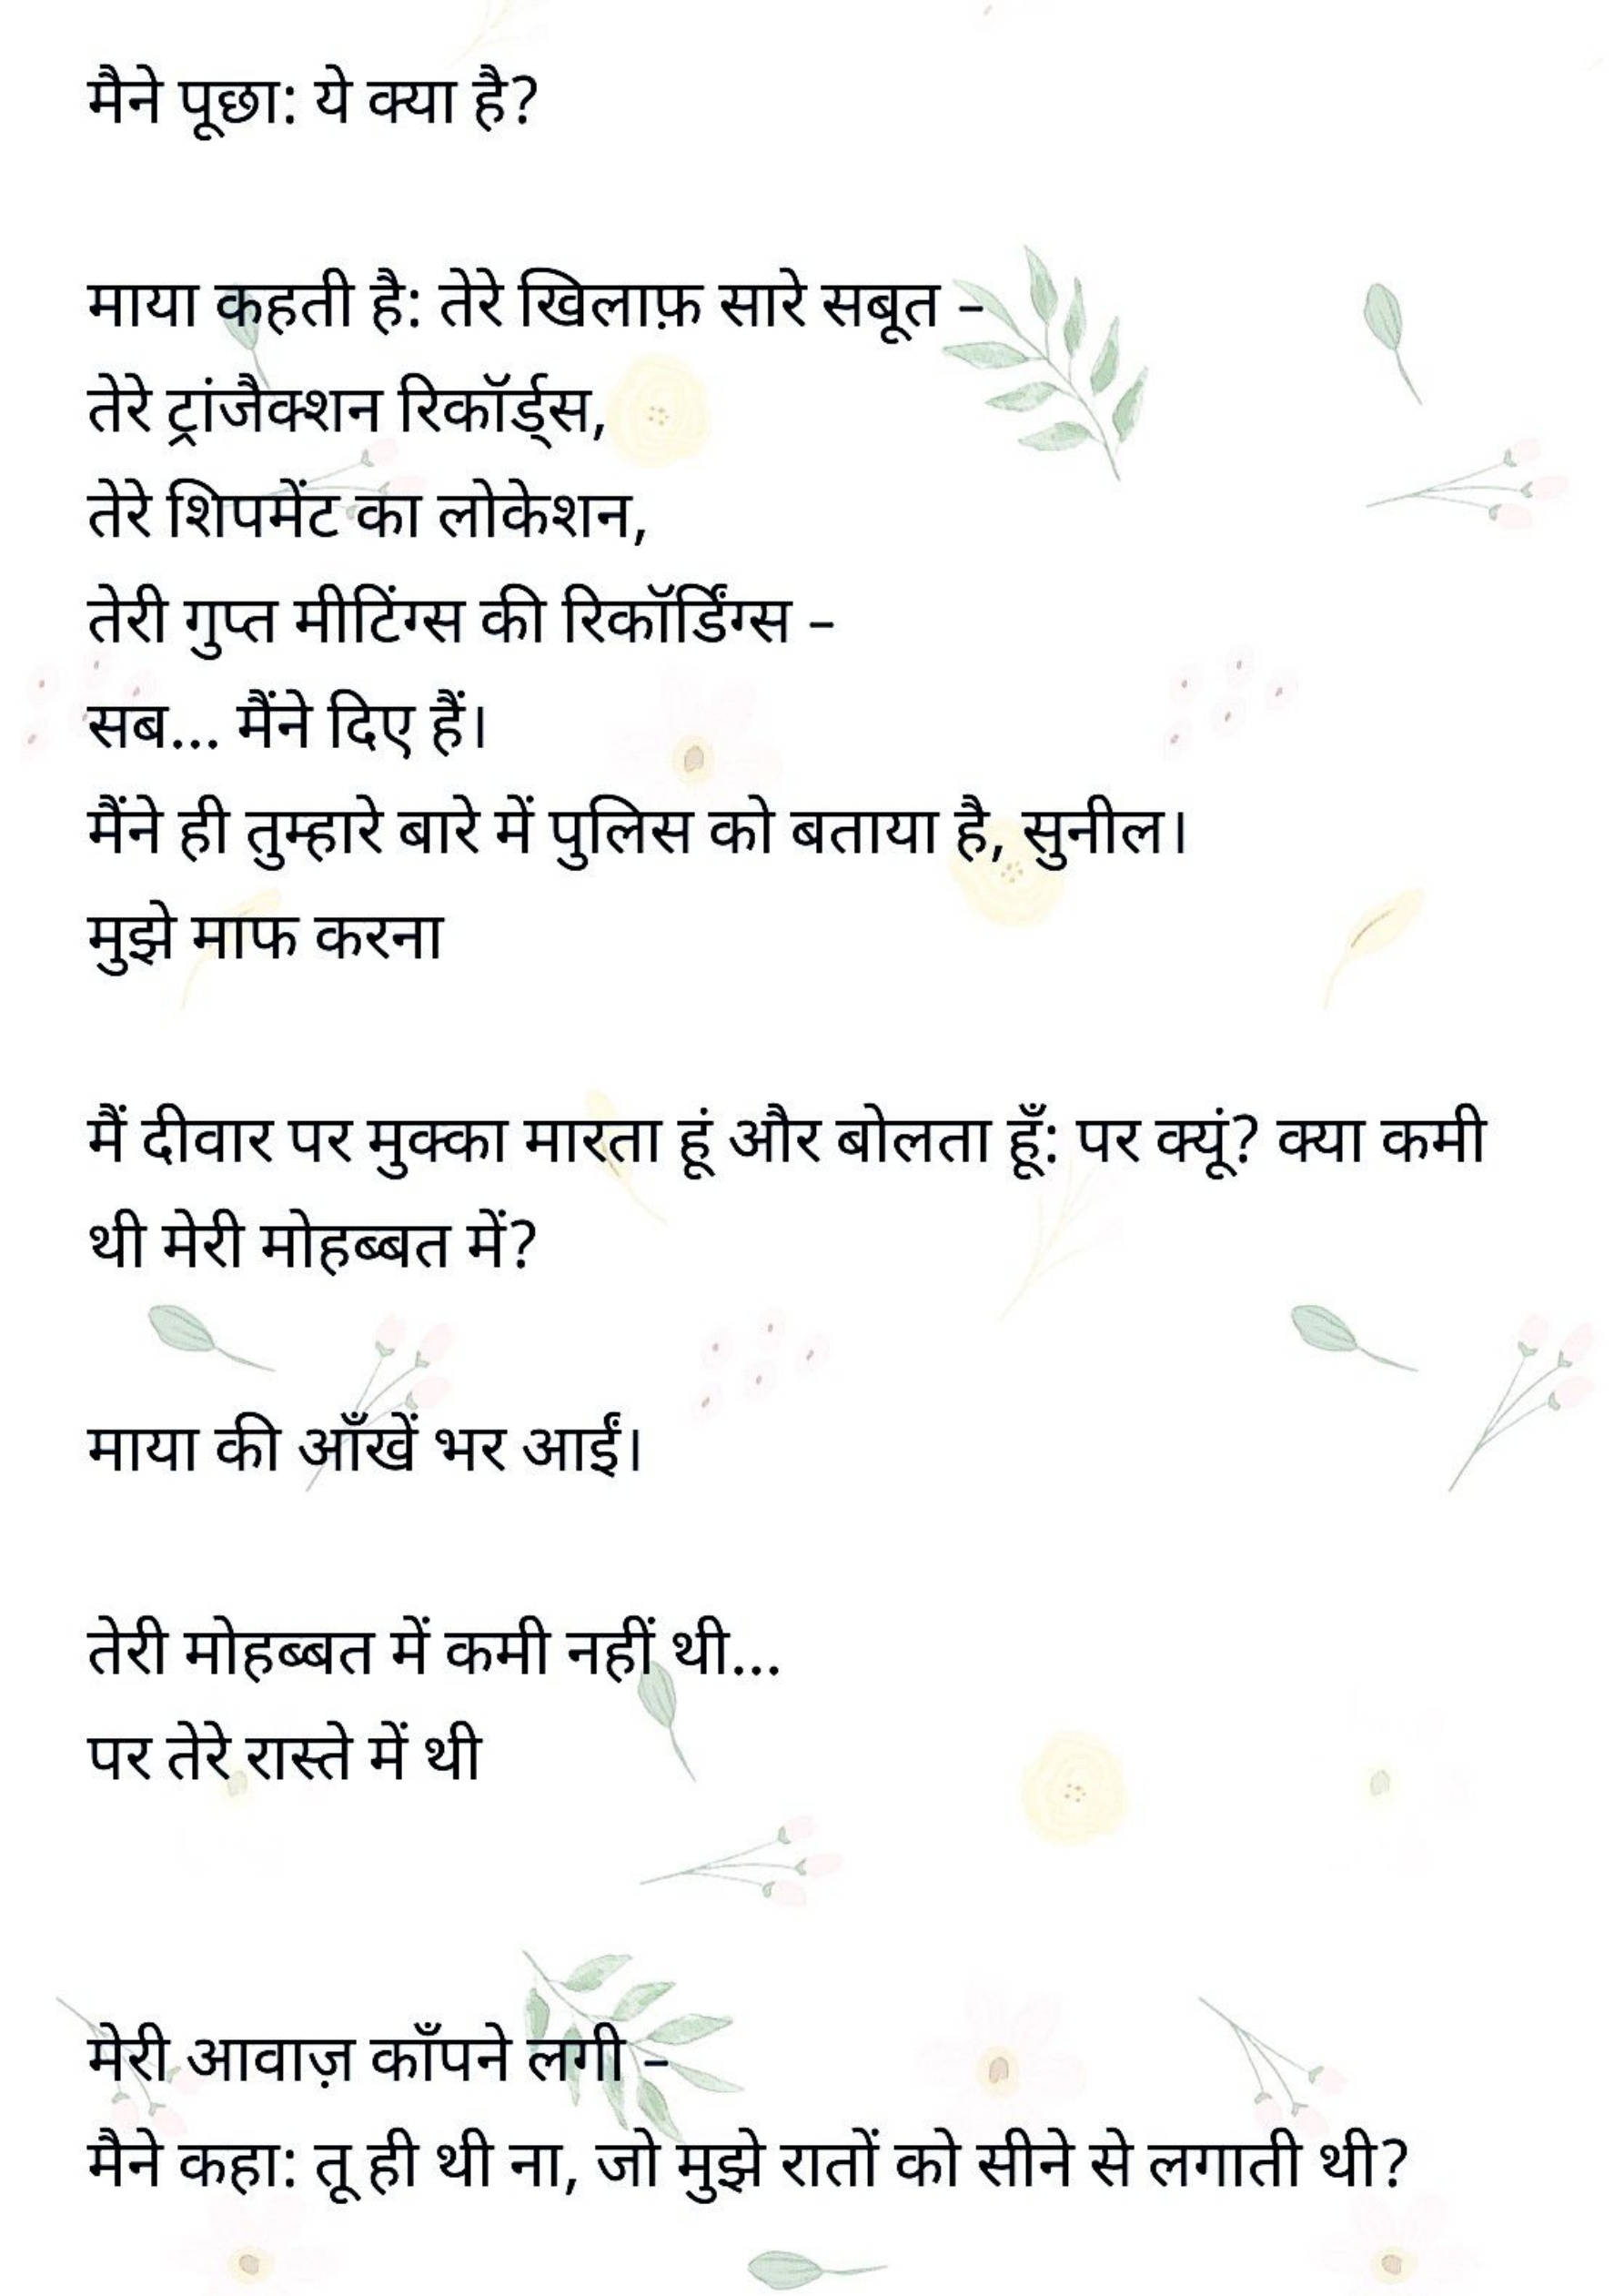 मैने पूछा: ये क्या है?
माया कहती है: तेरे खिलाफ़ सारे सबूत –
तेरे ट्रांजैक्शन रिकॉर्ड्स,
तेरे शिपमेंट का लोकेशन,
तेरी गुप्त मीटिंग्स की रिकॉर्डिंग्स –
सब... मैंने दिए हैं।
मैंने ही तुम्हारे बारे में पुलिस को बताया है, सुनील।
मुझे माफ करना
मैं दीवार पर मुक्का मारता हूं और बोलता हूँ: पर क्यूं? क्या कमी
थी मेरी मोहब्बत में?
माया की आँखें भर आईं।
तेरी मोहब्बत में कमी नहीं थी...
पर तेरे रास्ते में थी
मेरी आवाज़ काँपने लगी –
मैने कहा: तू ही थी ना, जो मुझे रातों को सीने से लगाती थी?